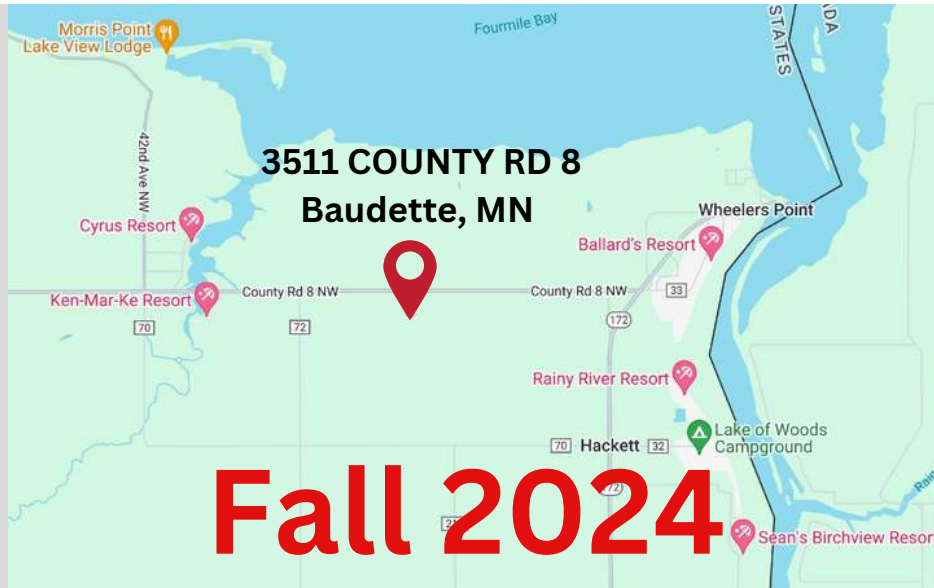 Morris Point
Lake View Lodge
Fourmile Bay
STATES
ADA
42nd Ave NW
3511 COUNTY RD 8
Baudette, MN
Cyrus Resort
Wheelers Point
Ballard's Resort
Ken-Mar-Ke Resort
County Rd 8 NW
County Rd 8 NW
33
70
72
172
Rainy River Resort
70
Hackett
32
Lake of Woods
Campground
Fall 2024
Rain
Sean's Birchview Resor